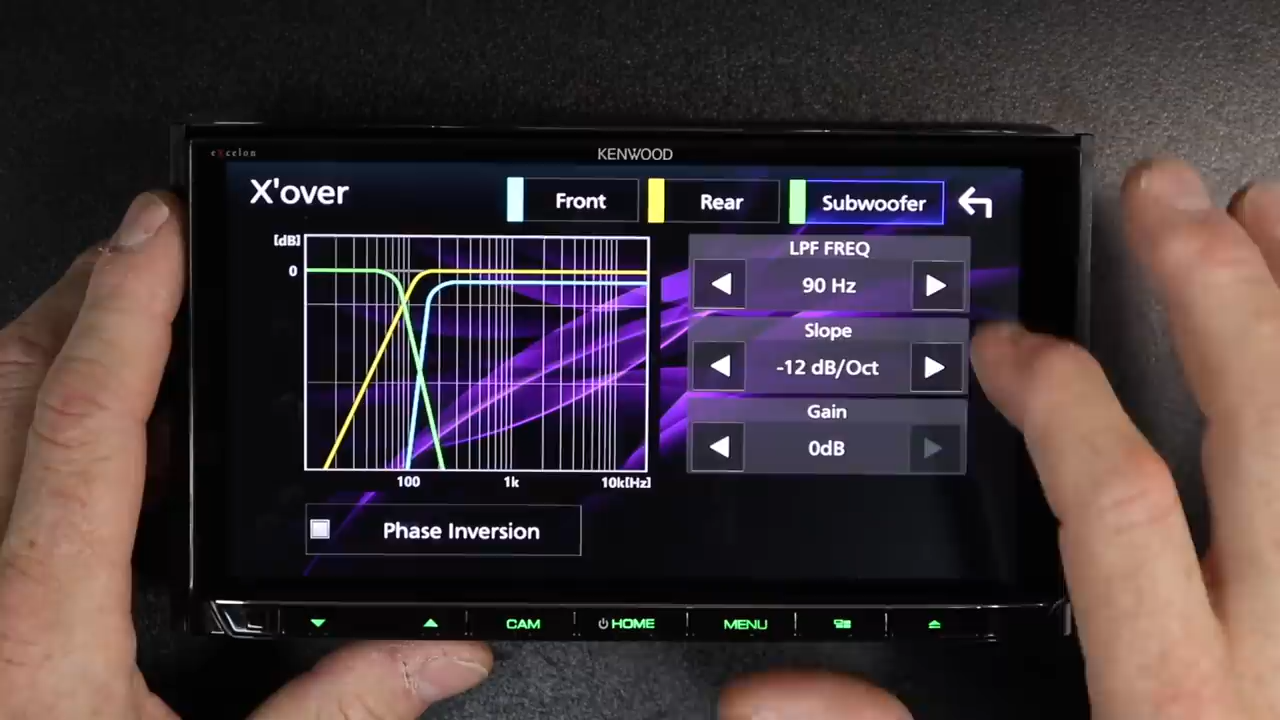 eXcelon
KENWOOD
X'over
Front
Rear
Subwoofer
[dB]
0
100
1k
10k[Hz]
LPF FREQ
90 Hz
Slope
-12 dB/Oct
Gain
0dB
Phase Inversion
CAM
HOME
MENU